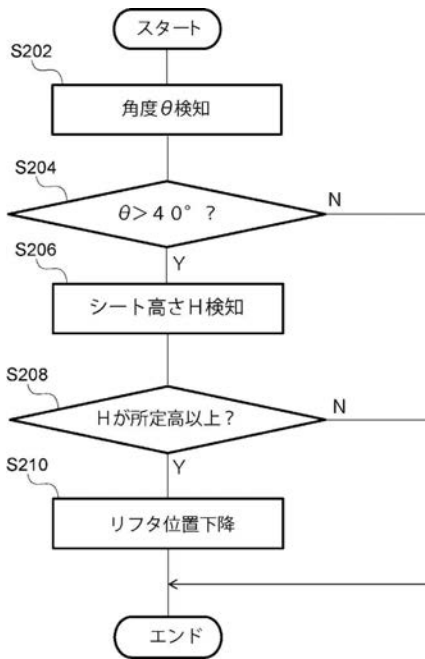 スタート
S202
角度θ検知
S204
θ＞４０°？
N
S206
Y
シート高さＨ検知
S208
Ｈが所定高以上？
N
S210
Y
リフタ位置下降
エンド